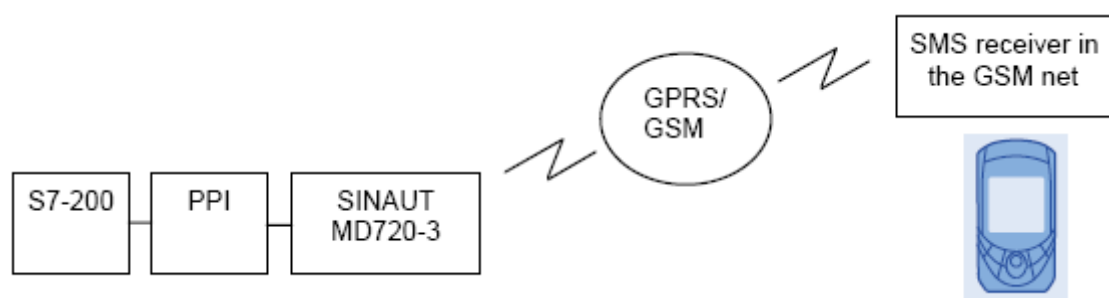 SMS receiver in
the GSM net
GPRS/
GSM
S7-200
PPI
SINAUT
MD720-3